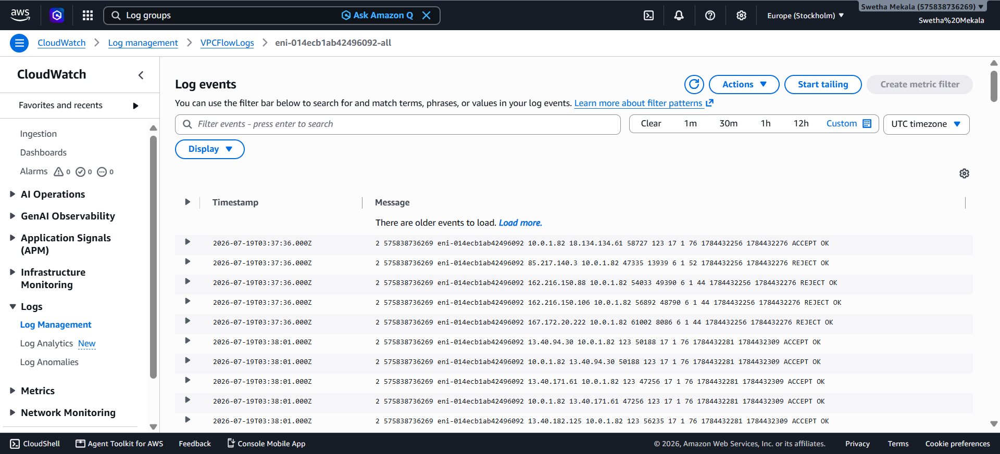 aws
Log groups
Ask Amazon Q
Europe (Stockholm)
Swetha Mekala (575838736269)
Swetha%20Mekala
CloudWatch
Log management
VPCFlowLogs
eni-014ecb1ab42496092-all
CloudWatch
Favorites and recents
Ingestion
Dashboards
Alarms 0 0 0
AI Operations
GenAI Observability
Application Signals
(APM)
Infrastructure
Monitoring
Logs
Log Management
Log Analytics New
Log Anomalies
Metrics
Network Monitoring
Log events
Actions
Start tailing
Create metric filter
You can use the filter bar below to search for and match terms, phrases, or values in your log events. Learn more about filter patterns
Filter events - press enter to search
Clear 1m 30m 1h 12h Custom
UTC timezone
Display
Timestamp Message
There are older events to load. Load more.
2026-07-19T03:37:36.000Z 2 575838736269 eni-014ecb1ab42496092 10.0.1.82 18.134.134.61 58727 123 17 1 76 1784432256 1784432276 ACCEPT OK
2026-07-19T03:37:36.000Z 2 575838736269 eni-014ecb1ab42496092 85.217.140.3 10.0.1.82 47335 13939 6 1 52 1784432256 1784432276 REJECT OK
2026-07-19T03:37:36.000Z 2 575838736269 eni-014ecb1ab42496092 162.216.150.88 10.0.1.82 54033 49390 6 1 44 1784432256 1784432276 REJECT OK
2026-07-19T03:37:36.000Z 2 575838736269 eni-014ecb1ab42496092 162.216.150.106 10.0.1.82 56892 48790 6 1 44 1784432256 1784432276 REJECT OK
2026-07-19T03:37:36.000Z 2 575838736269 eni-014ecb1ab42496092 167.172.20.222 10.0.1.82 61002 8086 6 1 44 1784432256 1784432276 REJECT OK
2026-07-19T03:38:01.000Z 2 575838736269 eni-014ecb1ab42496092 13.40.94.30 10.0.1.82 123 50188 17 1 76 1784432281 1784432309 ACCEPT OK
2026-07-19T03:38:01.000Z 2 575838736269 eni-014ecb1ab42496092 10.0.1.82 13.40.94.30 50188 123 17 1 76 1784432281 1784432309 ACCEPT OK
2026-07-19T03:38:01.000Z 2 575838736269 eni-014ecb1ab42496092 13.40.171.61 10.0.1.82 123 47256 17 1 76 1784432281 1784432309 ACCEPT OK
2026-07-19T03:38:01.000Z 2 575838736269 eni-014ecb1ab42496092 10.0.1.82 13.40.171.61 47256 123 17 1 76 1784432281 1784432309 ACCEPT OK
2026-07-19T03:38:01.000Z 2 575838736269 eni-014ecb1ab42496092 13.40.182.125 10.0.1.82 123 56235 17 1 76 1784432281 1784432309 ACCEPT OK
CloudShell
Agent Toolkit for AWS
Feedback
Console Mobile App
© 2026, Amazon Web Services, Inc. or its affiliates.
Privacy
Terms
Cookie preferences